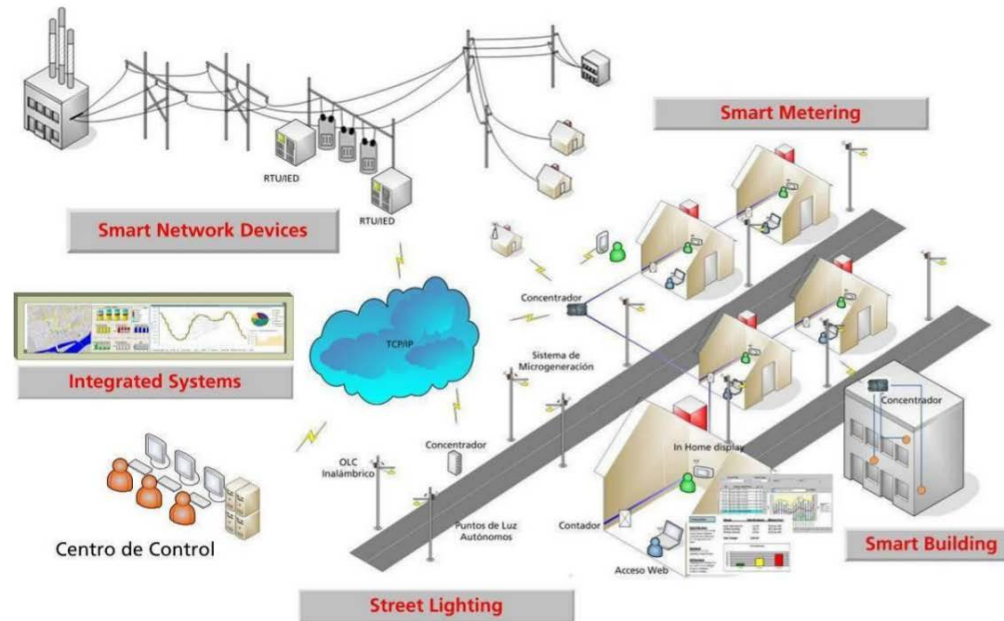 Smart Metering
RTU/IED
RTU/IED
Smart Network Devices
Concentrador
TCP/IP
Sistema de
Microgeneración
Integrated Systems
Concentrador
Concentrador
In Home display
OLC
Inalámbrico
Contador
Puntos de Luz
Autónomos
Centro de Control
Smart Building
Acceso Web
Street Lighting